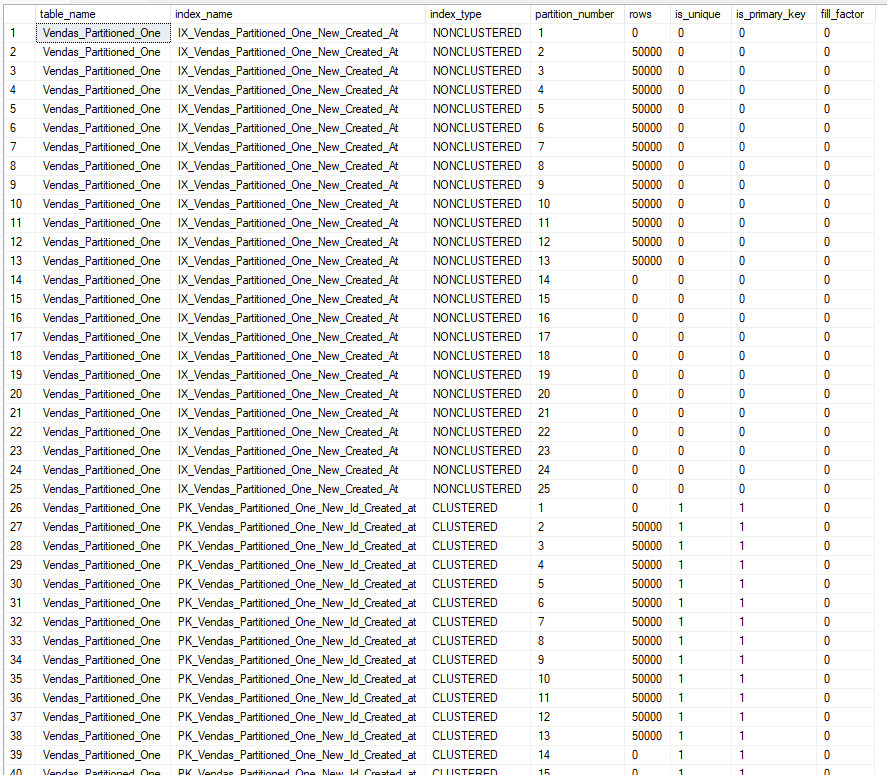 table_name index_name index_type partition_number rows is_unique is_primary_key fill_factor
1 Vendas_Partitioned_One IX_Vendas_Partitioned_One_New_Created_At NONCLUSTERED 1 0 0 0 0
2 Vendas_Partitioned_One IX_Vendas_Partitioned_One_New_Created_At NONCLUSTERED 2 50000 0 0 0
3 Vendas_Partitioned_One IX_Vendas_Partitioned_One_New_Created_At NONCLUSTERED 3 50000 0 0 0
4 Vendas_Partitioned_One IX_Vendas_Partitioned_One_New_Created_At NONCLUSTERED 4 50000 0 0 0
5 Vendas_Partitioned_One IX_Vendas_Partitioned_One_New_Created_At NONCLUSTERED 5 50000 0 0 0
6 Vendas_Partitioned_One IX_Vendas_Partitioned_One_New_Created_At NONCLUSTERED 6 50000 0 0 0
7 Vendas_Partitioned_One IX_Vendas_Partitioned_One_New_Created_At NONCLUSTERED 7 50000 0 0 0
8 Vendas_Partitioned_One IX_Vendas_Partitioned_One_New_Created_At NONCLUSTERED 8 50000 0 0 0
9 Vendas_Partitioned_One IX_Vendas_Partitioned_One_New_Created_At NONCLUSTERED 9 50000 0 0 0
10 Vendas_Partitioned_One IX_Vendas_Partitioned_One_New_Created_At NONCLUSTERED 10 50000 0 0 0
11 Vendas_Partitioned_One IX_Vendas_Partitioned_One_New_Created_At NONCLUSTERED 11 50000 0 0 0
12 Vendas_Partitioned_One IX_Vendas_Partitioned_One_New_Created_At NONCLUSTERED 12 50000 0 0 0
13 Vendas_Partitioned_One IX_Vendas_Partitioned_One_New_Created_At NONCLUSTERED 13 50000 0 0 0
14 Vendas_Partitioned_One IX_Vendas_Partitioned_One_New_Created_At NONCLUSTERED 14 0 0 0 0
15 Vendas_Partitioned_One IX_Vendas_Partitioned_One_New_Created_At NONCLUSTERED 15 0 0 0 0
16 Vendas_Partitioned_One IX_Vendas_Partitioned_One_New_Created_At NONCLUSTERED 16 0 0 0 0
17 Vendas_Partitioned_One IX_Vendas_Partitioned_One_New_Created_At NONCLUSTERED 17 0 0 0 0
18 Vendas_Partitioned_One IX_Vendas_Partitioned_One_New_Created_At NONCLUSTERED 18 0 0 0 0
19 Vendas_Partitioned_One IX_Vendas_Partitioned_One_New_Created_At NONCLUSTERED 19 0 0 0 0
20 Vendas_Partitioned_One IX_Vendas_Partitioned_One_New_Created_At NONCLUSTERED 20 0 0 0 0
21 Vendas_Partitioned_One IX_Vendas_Partitioned_One_New_Created_At NONCLUSTERED 21 0 0 0 0
22 Vendas_Partitioned_One IX_Vendas_Partitioned_One_New_Created_At NONCLUSTERED 22 0 0 0 0
23 Vendas_Partitioned_One IX_Vendas_Partitioned_One_New_Created_At NONCLUSTERED 23 0 0 0 0
24 Vendas_Partitioned_One IX_Vendas_Partitioned_One_New_Created_At NONCLUSTERED 24 0 0 0 0
25 Vendas_Partitioned_One IX_Vendas_Partitioned_One_New_Created_At NONCLUSTERED 25 0 0 0 0
26 Vendas_Partitioned_One PK_Vendas_Partitioned_One_New_Id_Created_at CLUSTERED 1 0 1 1 0
27 Vendas_Partitioned_One PK_Vendas_Partitioned_One_New_Id_Created_at CLUSTERED 2 50000 1 1 0
28 Vendas_Partitioned_One PK_Vendas_Partitioned_One_New_Id_Created_at CLUSTERED 3 50000 1 1 0
29 Vendas_Partitioned_One PK_Vendas_Partitioned_One_New_Id_Created_at CLUSTERED 4 50000 1 1 0
30 Vendas_Partitioned_One PK_Vendas_Partitioned_One_New_Id_Created_at CLUSTERED 5 50000 1 1 0
31 Vendas_Partitioned_One PK_Vendas_Partitioned_One_New_Id_Created_at CLUSTERED 6 50000 1 1 0
32 Vendas_Partitioned_One PK_Vendas_Partitioned_One_New_Id_Created_at CLUSTERED 7 50000 1 1 0
33 Vendas_Partitioned_One PK_Vendas_Partitioned_One_New_Id_Created_at CLUSTERED 8 50000 1 1 0
34 Vendas_Partitioned_One PK_Vendas_Partitioned_One_New_Id_Created_at CLUSTERED 9 50000 1 1 0
35 Vendas_Partitioned_One PK_Vendas_Partitioned_One_New_Id_Created_at CLUSTERED 10 50000 1 1 0
36 Vendas_Partitioned_One PK_Vendas_Partitioned_One_New_Id_Created_at CLUSTERED 11 50000 1 1 0
37 Vendas_Partitioned_One PK_Vendas_Partitioned_One_New_Id_Created_at CLUSTERED 12 50000 1 1 0
38 Vendas_Partitioned_One PK_Vendas_Partitioned_One_New_Id_Created_at CLUSTERED 13 50000 1 1 0
39 Vendas_Partitioned_One PK_Vendas_Partitioned_One_New_Id_Created_at CLUSTERED 14 0 1 1 0
40 Vendas_Partitioned_One PK_Vendas_Partitioned_One_New_Id_Created_at CLUSTERED 15 0 1 1 0